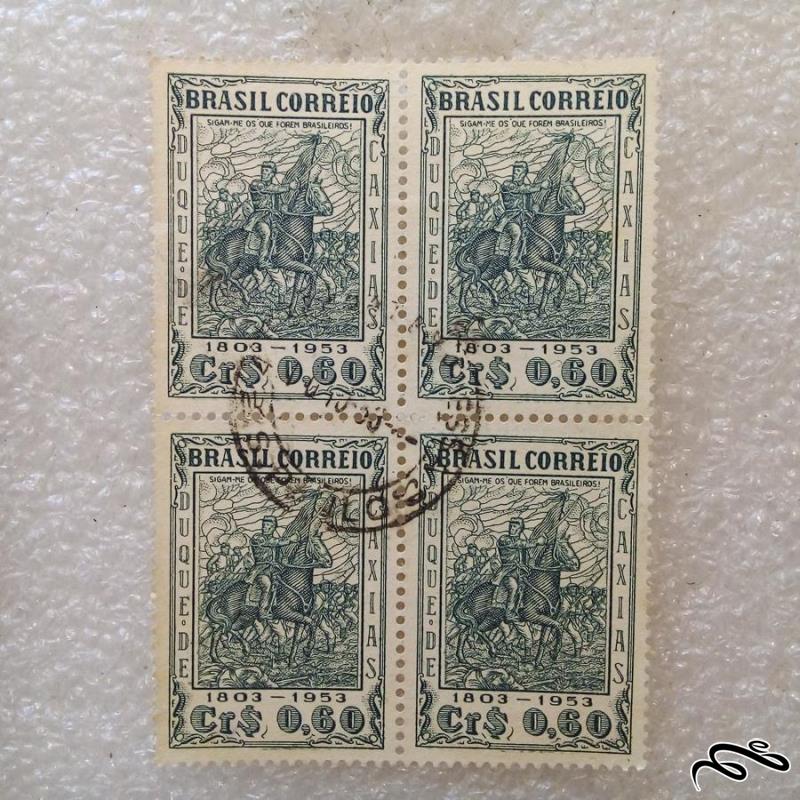 BRASIL CORREIO
SIGAM-ME OS QUE FOREM BRASILEIROS!
DUQUE·DE
CAXIAS
1803 – 1953
Cr$ 0,60
BRASIL CORREIO
SIGAM-ME OS QUE FOREM BRASILEIROS!
DUQUE·DE
CAXIAS
1803 – 1953
Cr$ 0,60
BRASIL CORREIO
SIGAM-ME OS QUE FOREM BRASILEIROS!
DUQUE·DE
CAXIAS
1803 – 1953
Cr$ 0,60
BRASIL CORREIO
SIGAM-ME OS QUE FOREM BRASILEIROS!
DUQUE·DE
CAXIAS
1803 – 1953
Cr$ 0,60